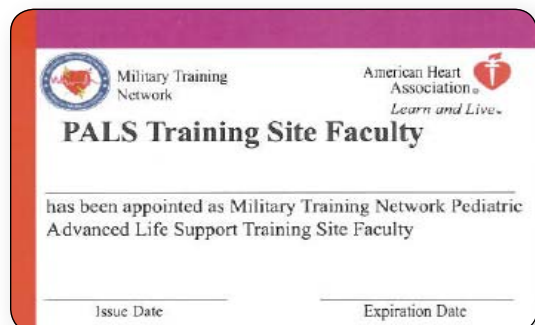 Military Training
Network
American Heart
Association®
Learn and Live℠
PALS Training Site Faculty
has been appointed as Military Training Network Pediatric
Advanced Life Support Training Site Faculty
Issue Date
Expiration Date